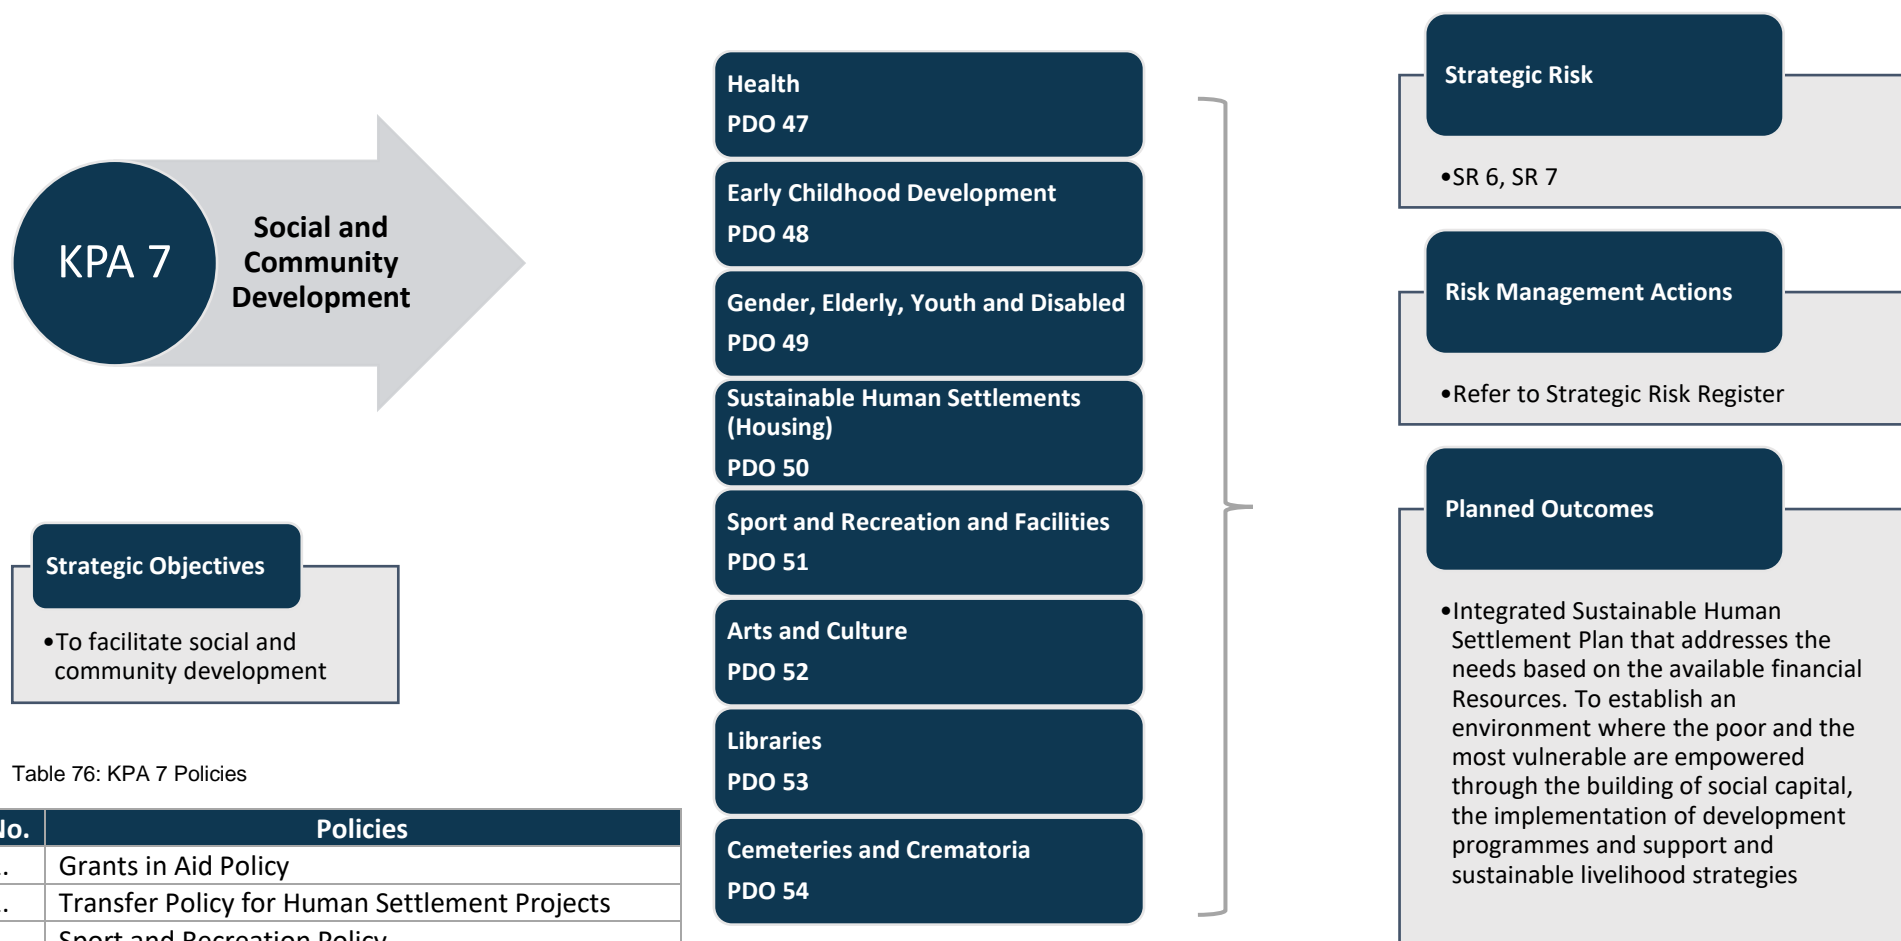 KPA 7
Social and
Community
Development
Strategic Objectives
•To facilitate social and
community development
Table 76: KPA 7 Policies
No. Policies
Grants in Aid Policy
Transfer Policy for Human Settlement Projects
Sport and Recreation Policy
Health
PDO 47
Early Childhood Development
PDO 48
Gender, Elderly, Youth and Disabled
PDO 49
Sustainable Human Settlements
(Housing)
PDO 50
Sport and Recreation and Facilities
PDO 51
Arts and Culture
PDO 52
Libraries
PDO 53
Cemeteries and Crematoria
PDO 54
Strategic Risk
•SR 6, SR 7
Risk Management Actions
•Refer to Strategic Risk Register
Planned Outcomes
•Integrated Sustainable Human
Settlement Plan that addresses the
needs based on the available financial
Resources. To establish an
environment where the poor and the
most vulnerable are empowered
through the building of social capital,
the implementation of development
programmes and support and
sustainable livelihood strategies